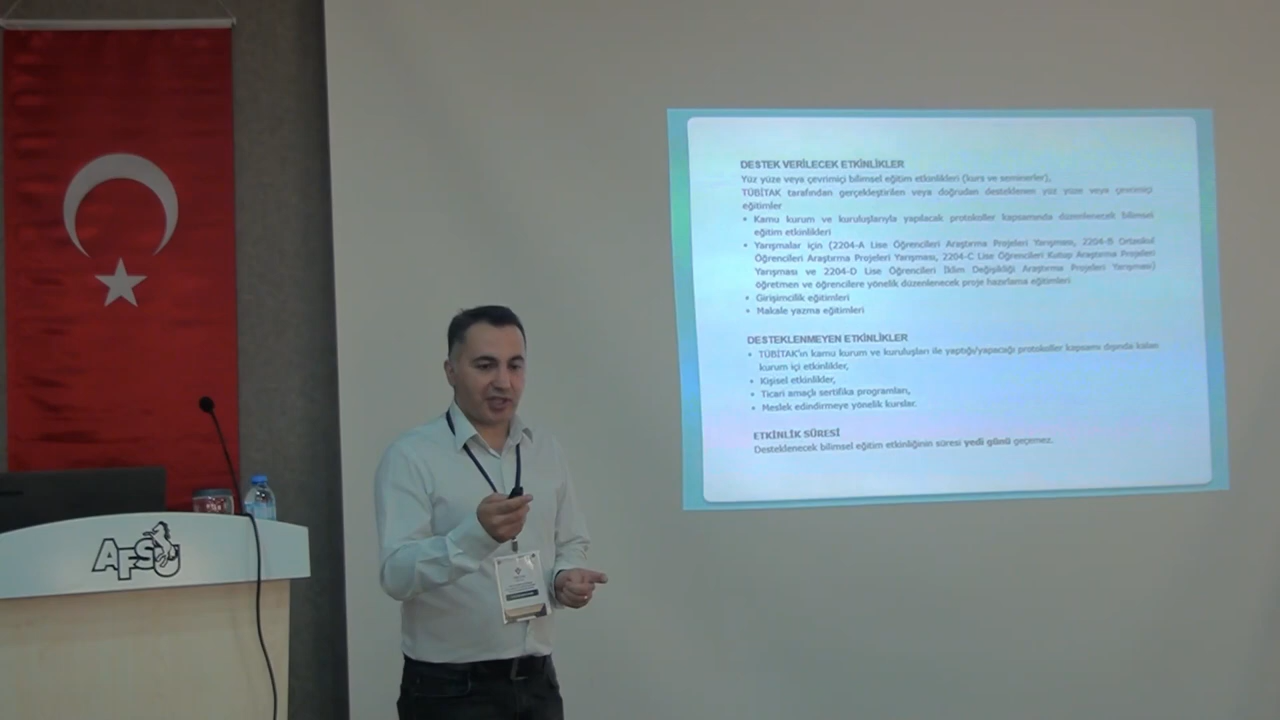 DESTEK VERİLECEK ETKİNLİKLER
Yüz yüze veya çevrimiçi bilimsel eğitim etkinlikleri (kurs ve seminerler),
TÜBİTAK tarafından gerçekleştirilen veya doğrudan desteklenen yüz yüze veya çevrimiçi
eğitimler
• Kamu kurum ve kuruluşlarıyla yapılacak protokoller kapsamında düzenlenecek bilimsel
eğitim etkinlikleri
• Yarışmalar için (2204-A Lise Öğrencileri Araştırma Projeleri Yarışması, 2204-B Ortaokul
Öğrencileri Araştırma Projeleri Yarışması, 2204-C Lise Öğrencileri Kutup Araştırma Projeleri
Yarışması ve 2204-D Lise Öğrencileri İklim Değişikliği Araştırma Projeleri Yarışması)
öğretmen ve öğrencilere yönelik düzenlenecek proje hazırlama eğitimleri
• Girişimcilik eğitimleri
• Makale yazma eğitimleri
DESTEKLENMEYEN ETKİNLİKLER
• TÜBİTAK'ın kamu kurum ve kuruluşları ile yaptığı/yapacağı protokoller kapsamı dışında kalan
kurum içi etkinlikler,
• Kişisel etkinlikler,
• Ticari amaçlı sertifika programları,
• Meslek edindirmeye yönelik kurslar.
ETKİNLİK SÜRESİ
Desteklenecek bilimsel eğitim etkinliğinin süresi yedi günü geçemez.
AFSU